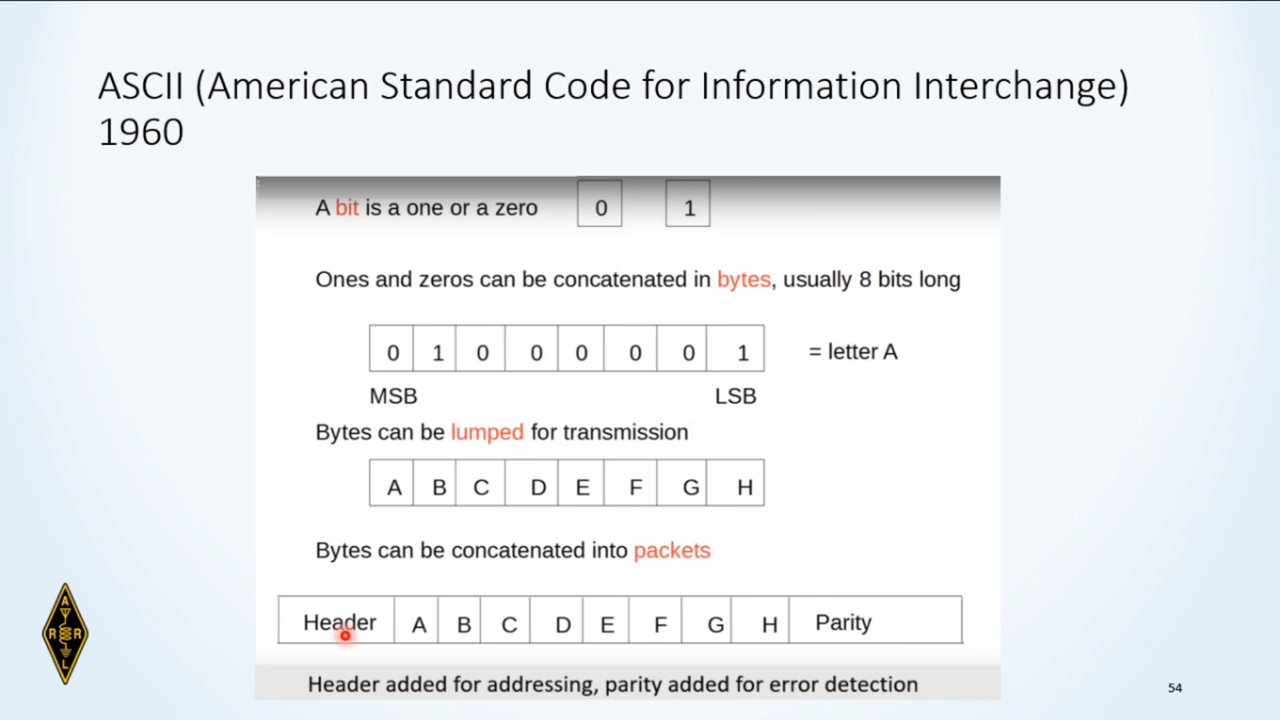 ASCII (American Standard Code for Information Interchange)
1960
A bit is a one or a zero 0 1
Ones and zeros can be concatenated in bytes, usually 8 bits long
0 1 0 0 0 0 0 1 = letter A
MSB LSB
Bytes can be lumped for transmission
A B C D E F G H
Bytes can be concatenated into packets
Header A B C D E F G H Parity
Header added for addressing, parity added for error detection
A
R R
L
54